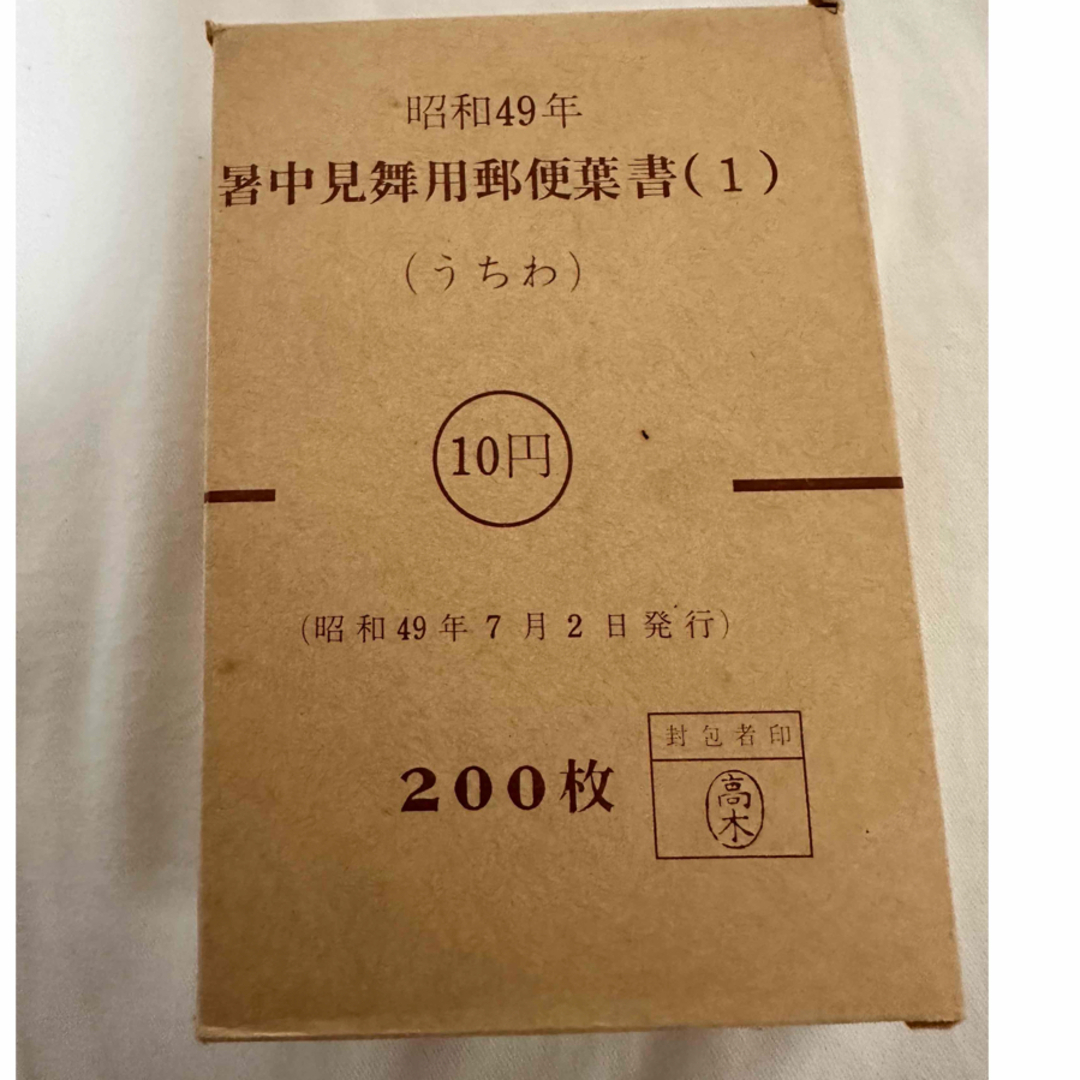 昭和49年
暑中見舞用郵便葉書(1)
(うちわ)
10円
(昭和49年7月2日発行)
200枚
封包者印
高木